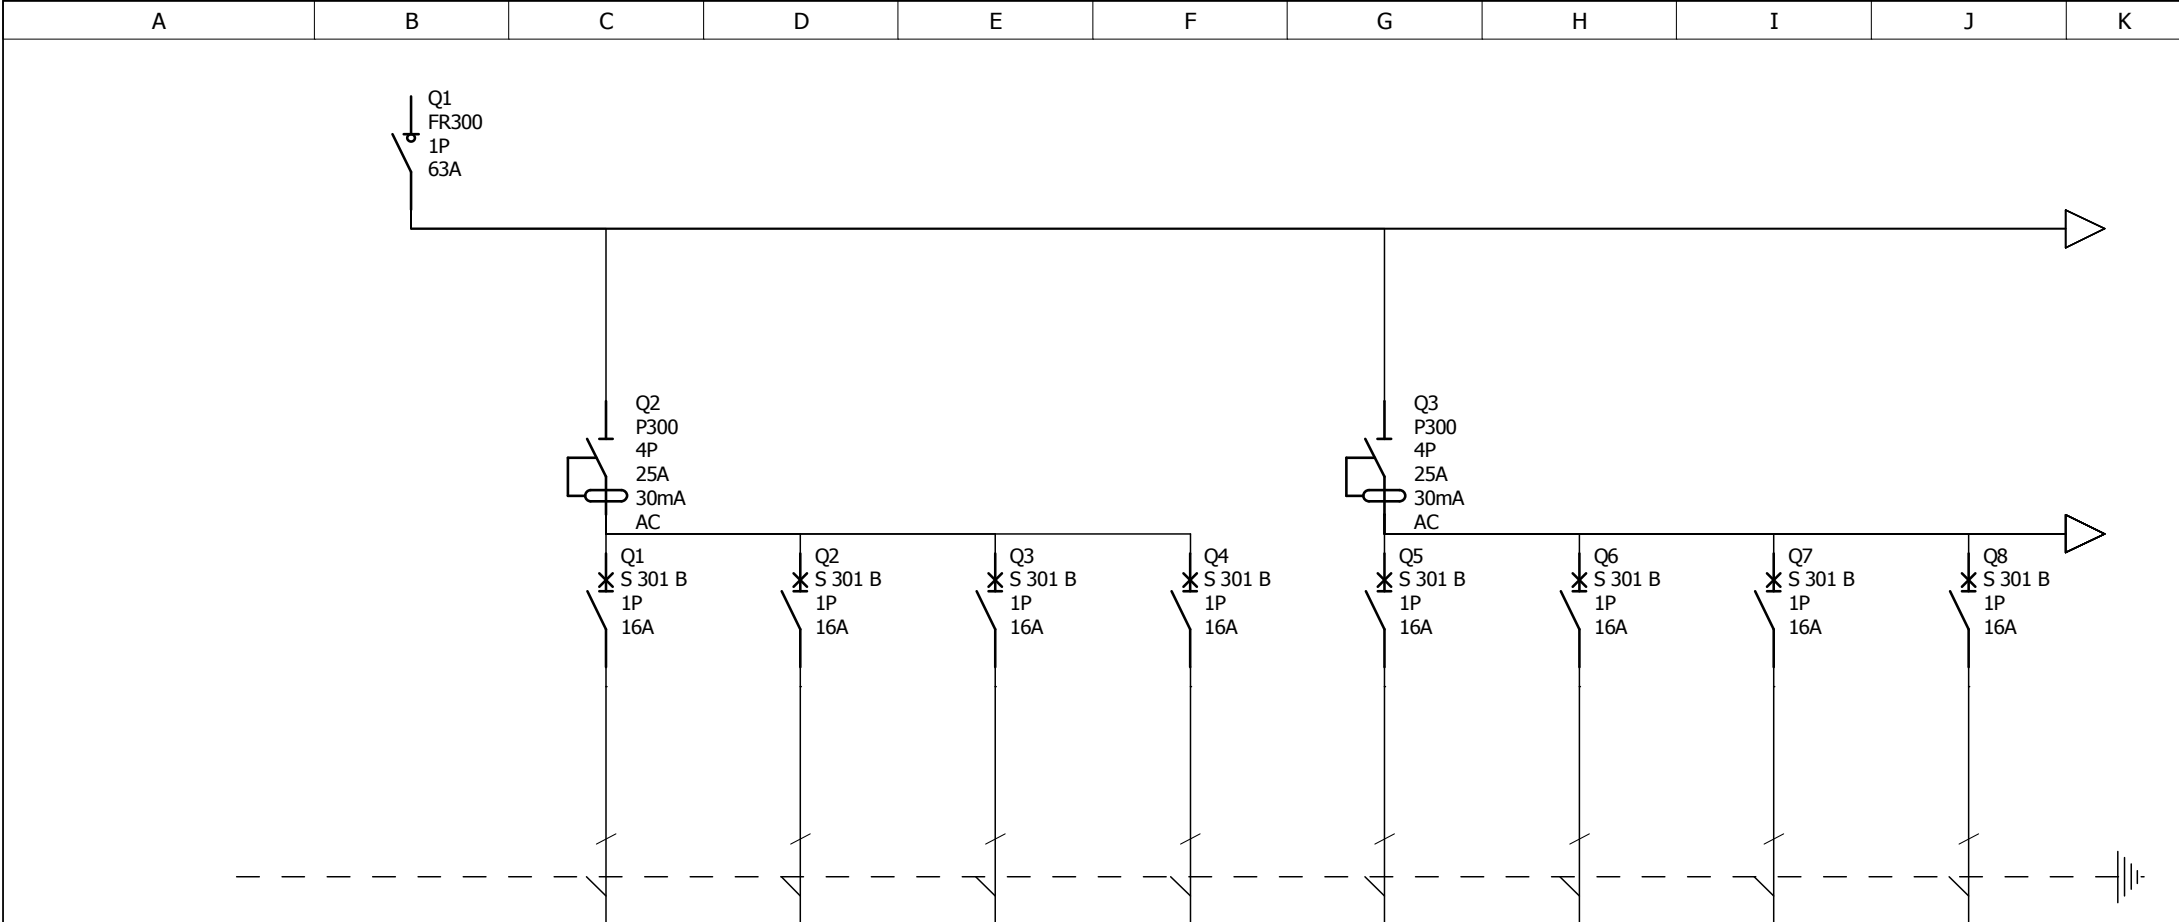 A B C D E F G H I J K
Q1
FR300
1P
63A
Q2
P300
4P
25A
30mA
AC
Q3
P300
4P
25A
30mA
AC
Q1
S 301 B
1P
16A
Q2
S 301 B
1P
16A
Q3
S 301 B
1P
16A
Q4
S 301 B
1P
16A
Q5
S 301 B
1P
16A
Q6
S 301 B
1P
16A
Q7
S 301 B
1P
16A
Q8
S 301 B
1P
16A